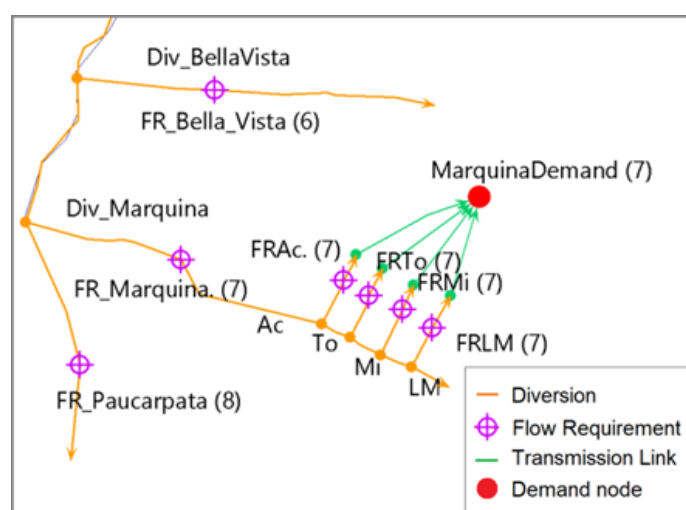 Div_BellaVista
FR_Bella_Vista (6)
MarquinaDemand (7)
Div_Marquina
FRAc. (7)
FRTo (7)
FR_Marquina. (7)
FRMi (7)
Ac
To
FRLM (7)
Mi
LM
FR_Paucarpata (8)
Diversion
Flow Requirement
Transmission Link
Demand node